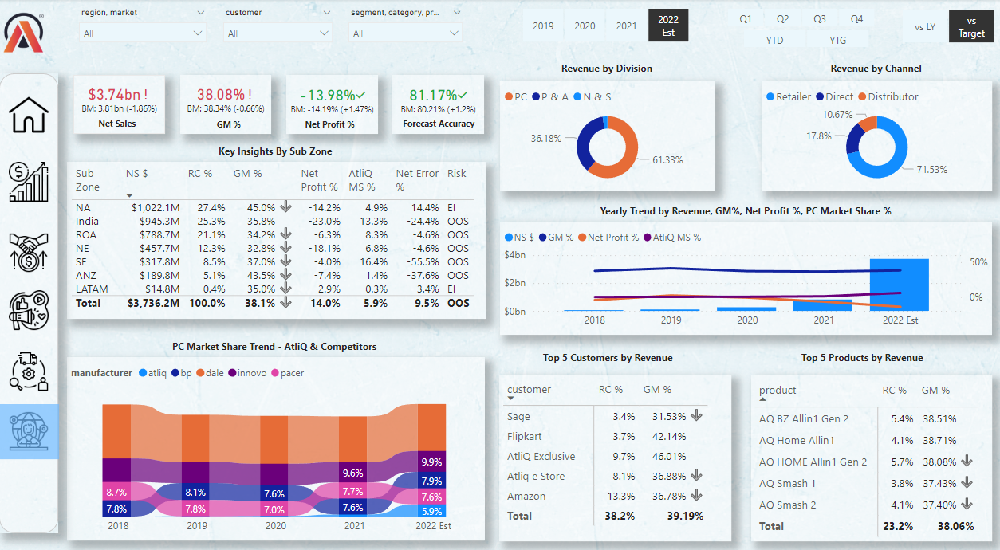 region, market
customer
segment, category, pr...
All
All
All
2019
2020
2021
2022 Est
Q1
Q2
Q3
Q4
YTD
YTG
vs LY
vs Target
$3.74bn !
BM: 3.81bn (-1.86%)
Net Sales
38.08% !
BM: 38.34% (-0.66%)
GM %
-13.98%✓
BM: -14.19% (+1.47%)
Net Profit %
81.17%✓
BM: 80.21% (+1.2%)
Forecast Accuracy
Revenue by Division
PC P & A N & S
36.18%
61.33%
Revenue by Channel
Retailer Direct Distributor
10.67%
17.8%
71.53%
Key Insights By Sub Zone
Sub Zone NS $ RC % GM % Net Profit % AtliQ MS % Net Error % Risk
NA $1,022.1M 27.4% 45.0% -14.2% 4.9% 14.4% EI
India $945.3M 25.3% 35.8% -23.0% 13.3% -24.4% OOS
ROA $788.7M 21.1% 34.2% -6.3% 8.3% -4.6% OOS
NE $457.7M 12.3% 32.8% -18.1% 6.8% -4.6% OOS
SE $317.8M 8.5% 37.0% -4.0% 16.4% -55.5% OOS
ANZ $189.8M 5.1% 43.5% -7.4% 1.4% -37.6% OOS
LATAM $14.8M 0.4% 35.0% -2.9% 0.3% 3.4% EI
Total $3,736.2M 100.0% 38.1% -14.0% 5.9% -9.5% OOS
Yearly Trend by Revenue, GM%, Net Profit %, PC Market Share %
NS $ GM % Net Profit % AtliQ MS %
$4bn
$2bn
$0bn
50%
0%
2018 2019 2020 2021 2022 Est
PC Market Share Trend - AtliQ & Competitors
manufacturer atliq bp dale innovo pacer
8.7%
7.8%
8.1%
7.8%
7.6%
7.0%
9.6%
7.7%
7.6%
9.9%
7.9%
7.6%
5.9%
2018 2019 2020 2021 2022 Est
Top 5 Customers by Revenue
customer RC % GM %
Sage 3.4% 31.53%
Flipkart 3.7% 42.14%
AtliQ Exclusive 9.7% 46.01%
Atliq e Store 8.1% 36.88%
Amazon 13.3% 36.78%
Total 38.2% 39.19%
Top 5 Products by Revenue
product RC % GM %
AQ BZ Allin1 Gen 2 5.4% 38.51%
AQ Home Allin1 4.1% 38.71%
AQ HOME Allin1 Gen 2 5.7% 38.08%
AQ Smash 1 3.8% 37.43%
AQ Smash 2 4.1% 37.40%
Total 23.2% 38.06%